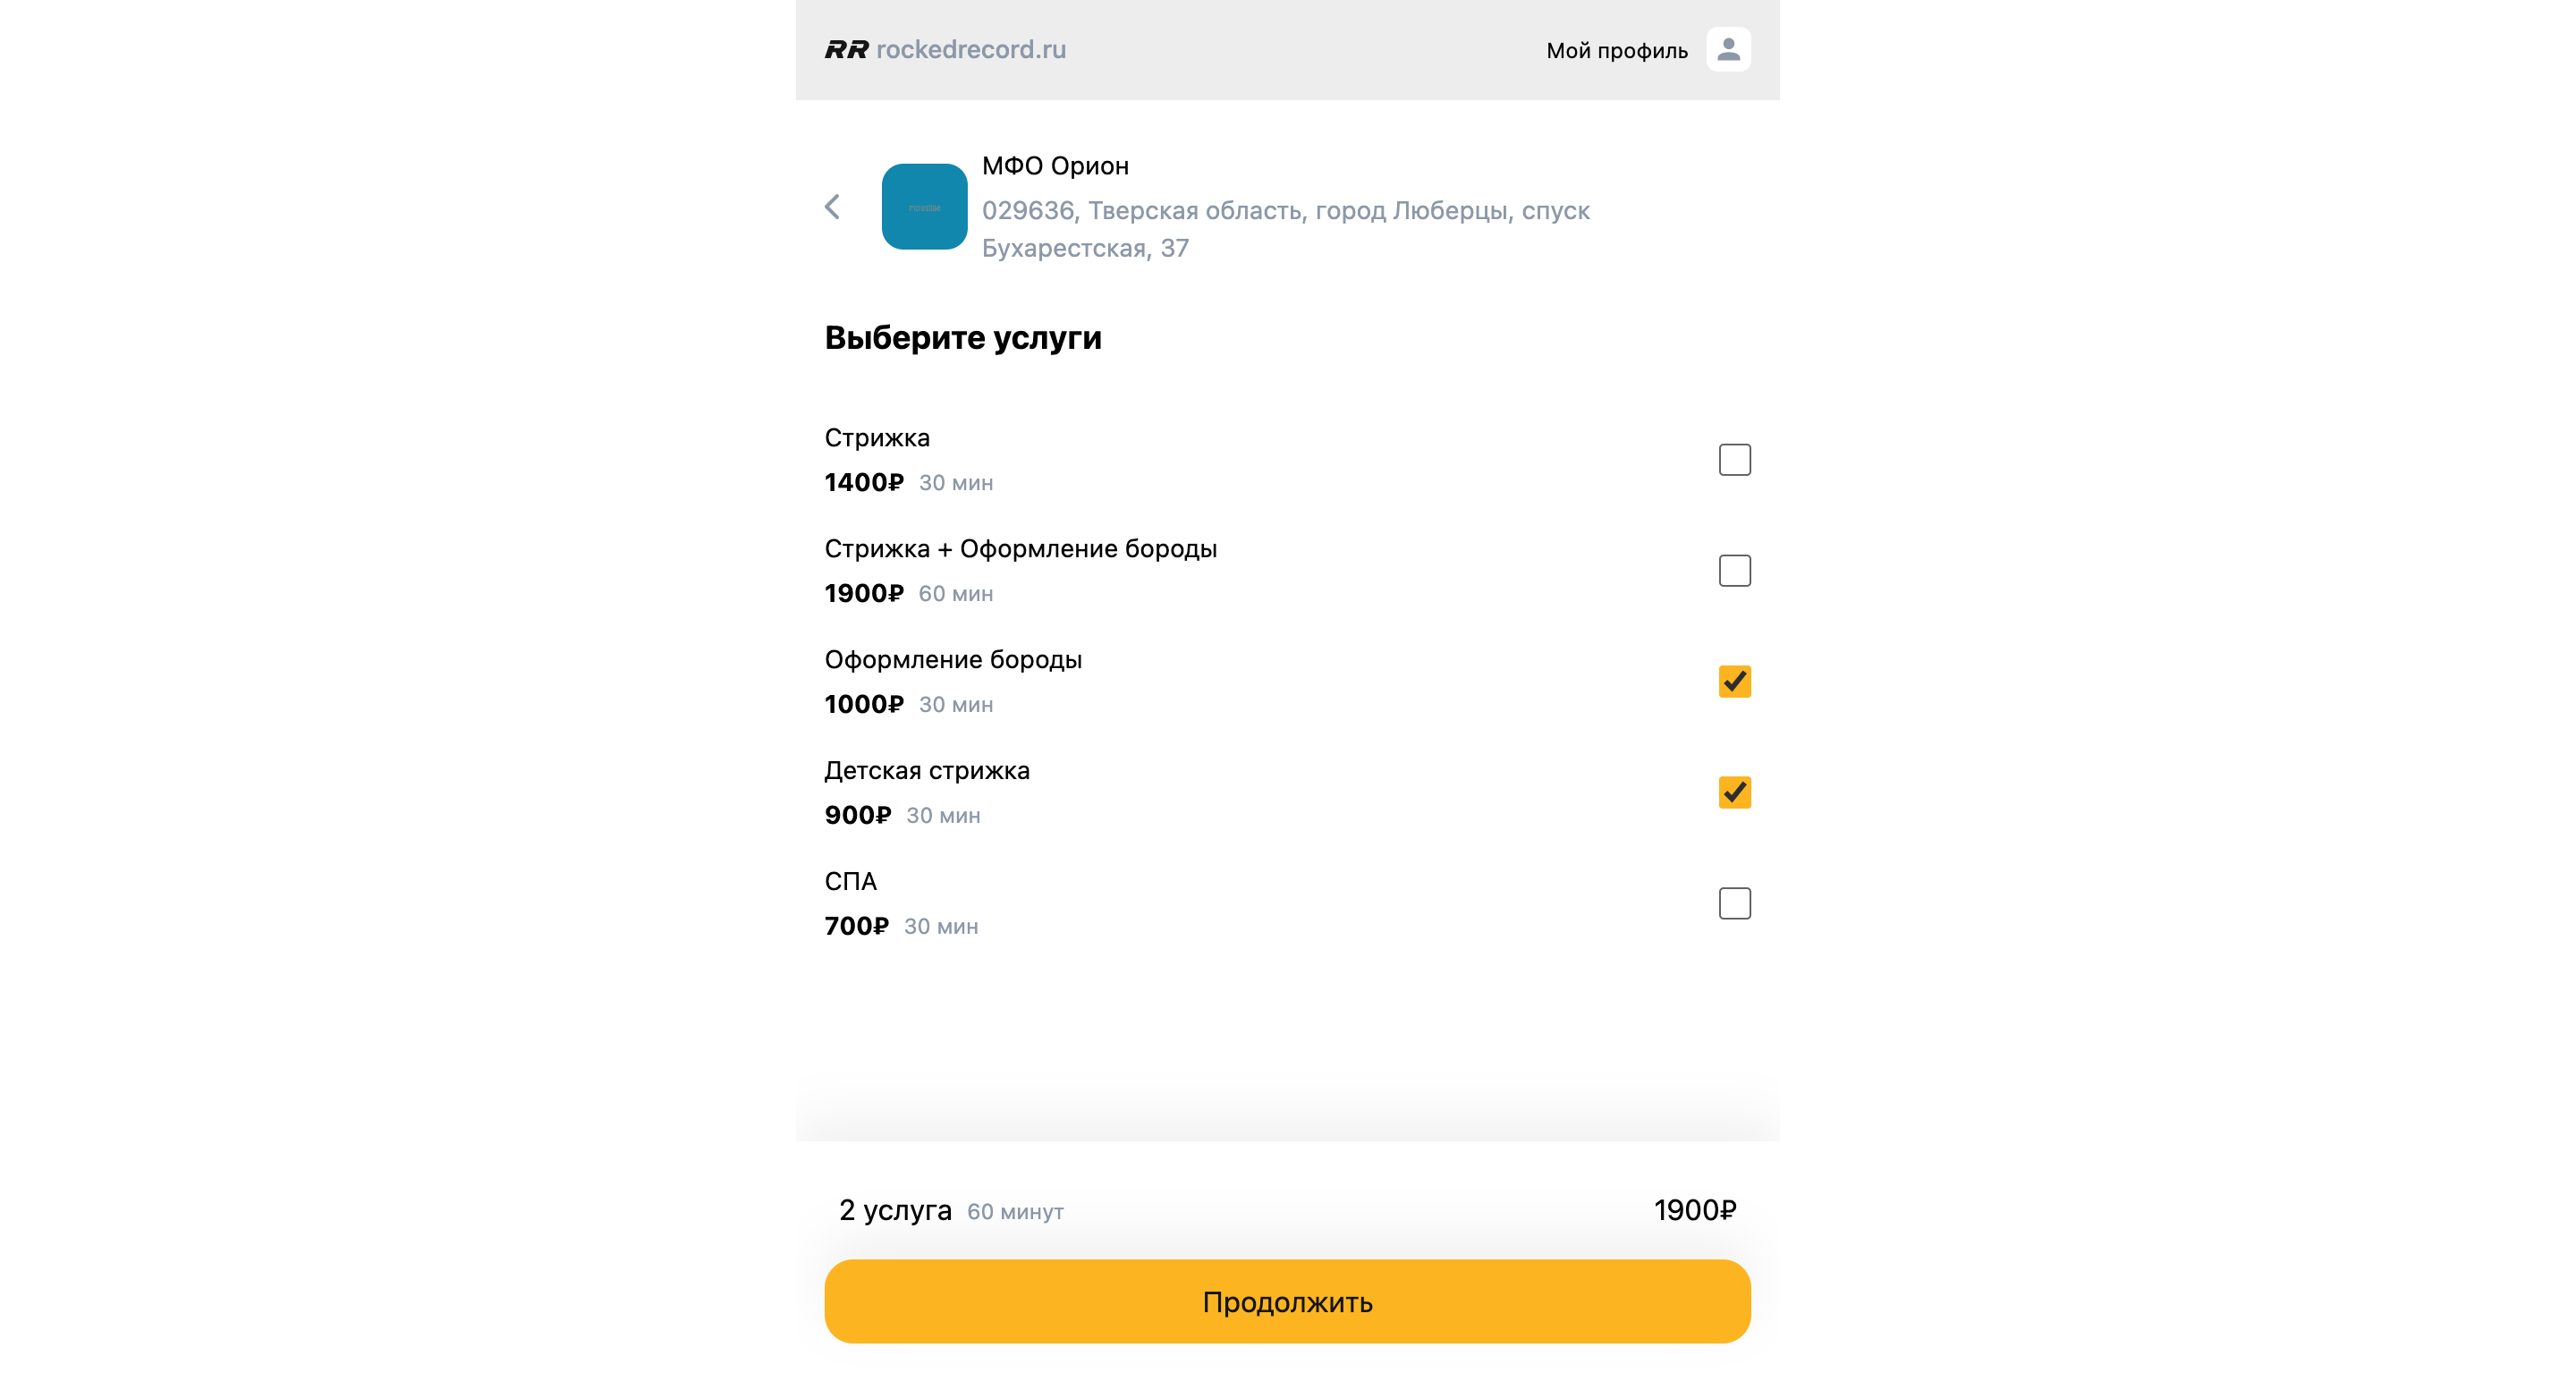 RR rockedrecord.ru
Мой профиль
МФО Орион
029636, Тверская область, город Люберцы, спуск
Бухарестская, 37
Выберите услуги
Стрижка
1400₽ 30 мин
Стрижка + Оформление бороды
1900₽ 60 мин
Оформление бороды
1000₽ 30 мин
Детская стрижка
900₽ 30 мин
СПА
700₽ 30 мин
2 услуга 60 минут
1900₽
Продолжить